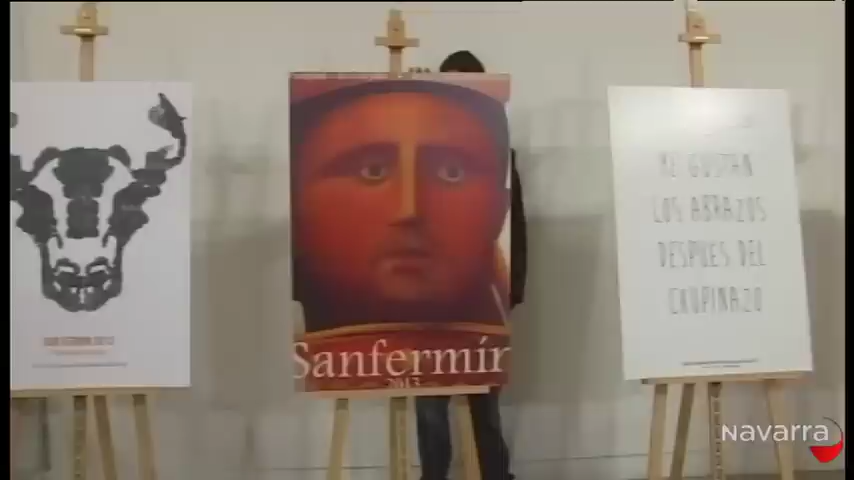 Sanfermín
2013
ME GUSTAN
LOS ABRAZOS
DESPUÉS DEL
CHUPINAZO
Navarra